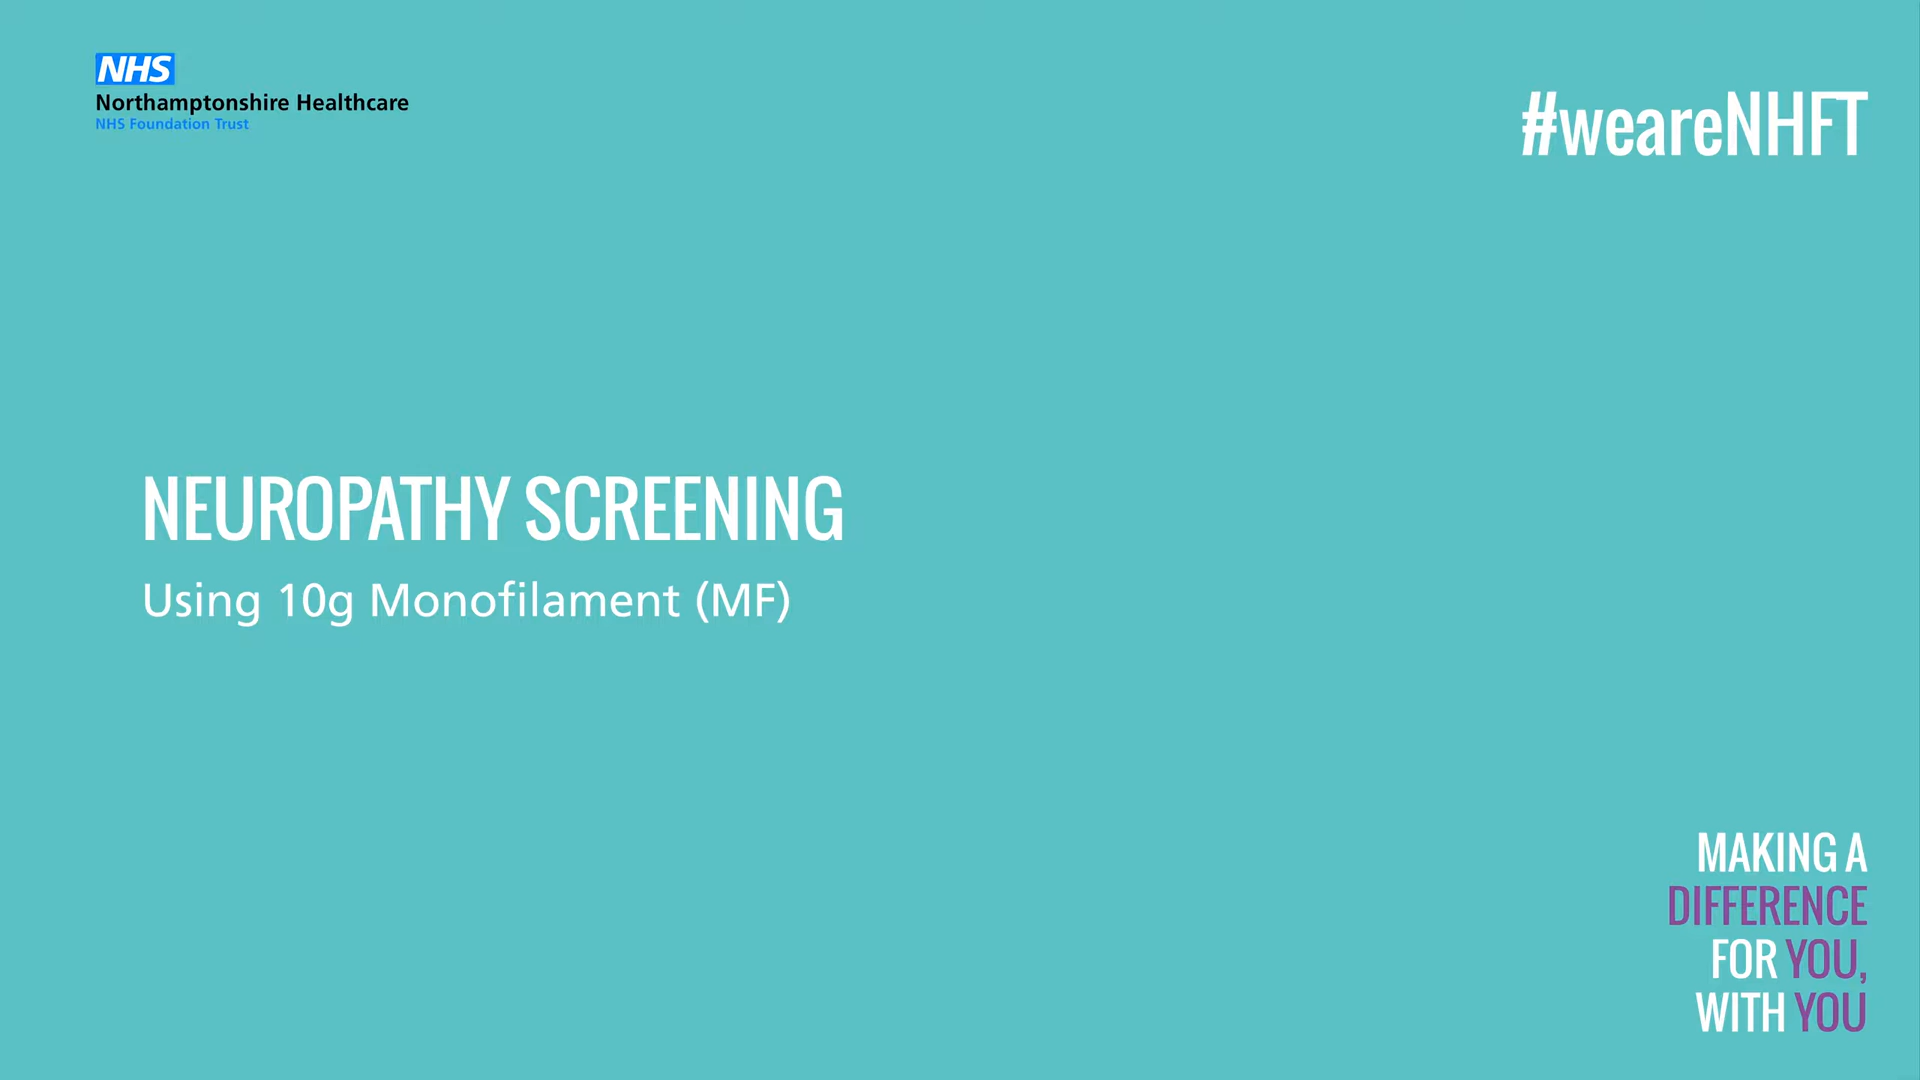 NHS
Northamptonshire Healthcare
NHS Foundation Trust
#weareNHFT
NEUROPATHY SCREENING
Using 10g Monofilament (MF)
MAKING A
DIFFERENCE
FOR YOU,
WITH YOU